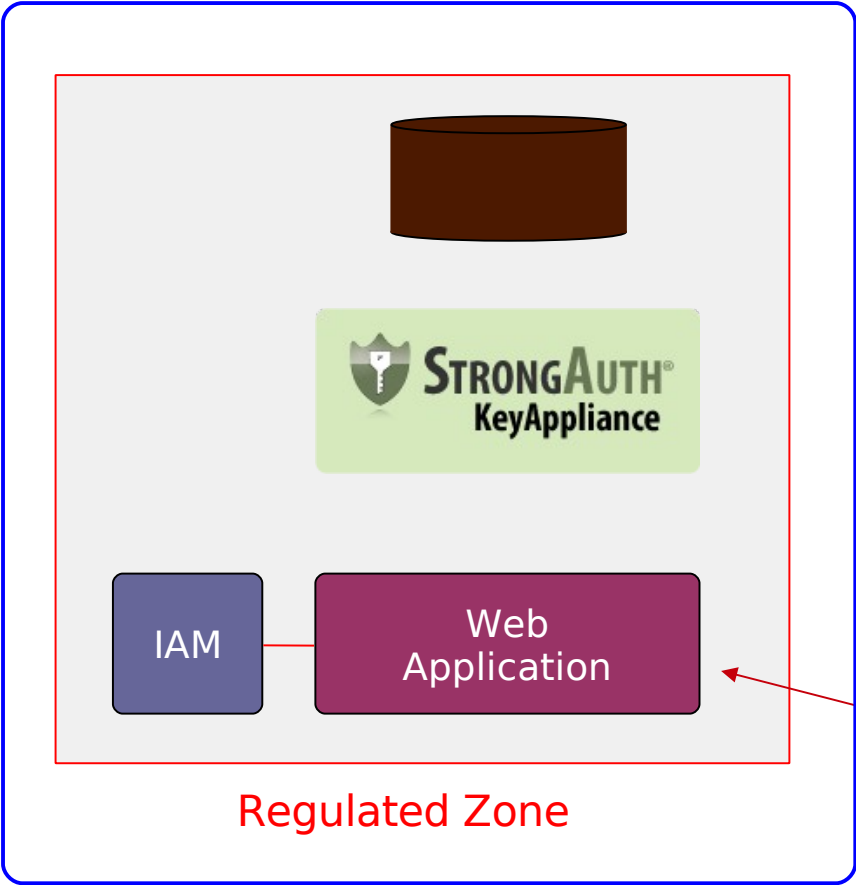 STRONGAUTH®
KeyAppliance
IAM
Web
Application
Regulated Zone